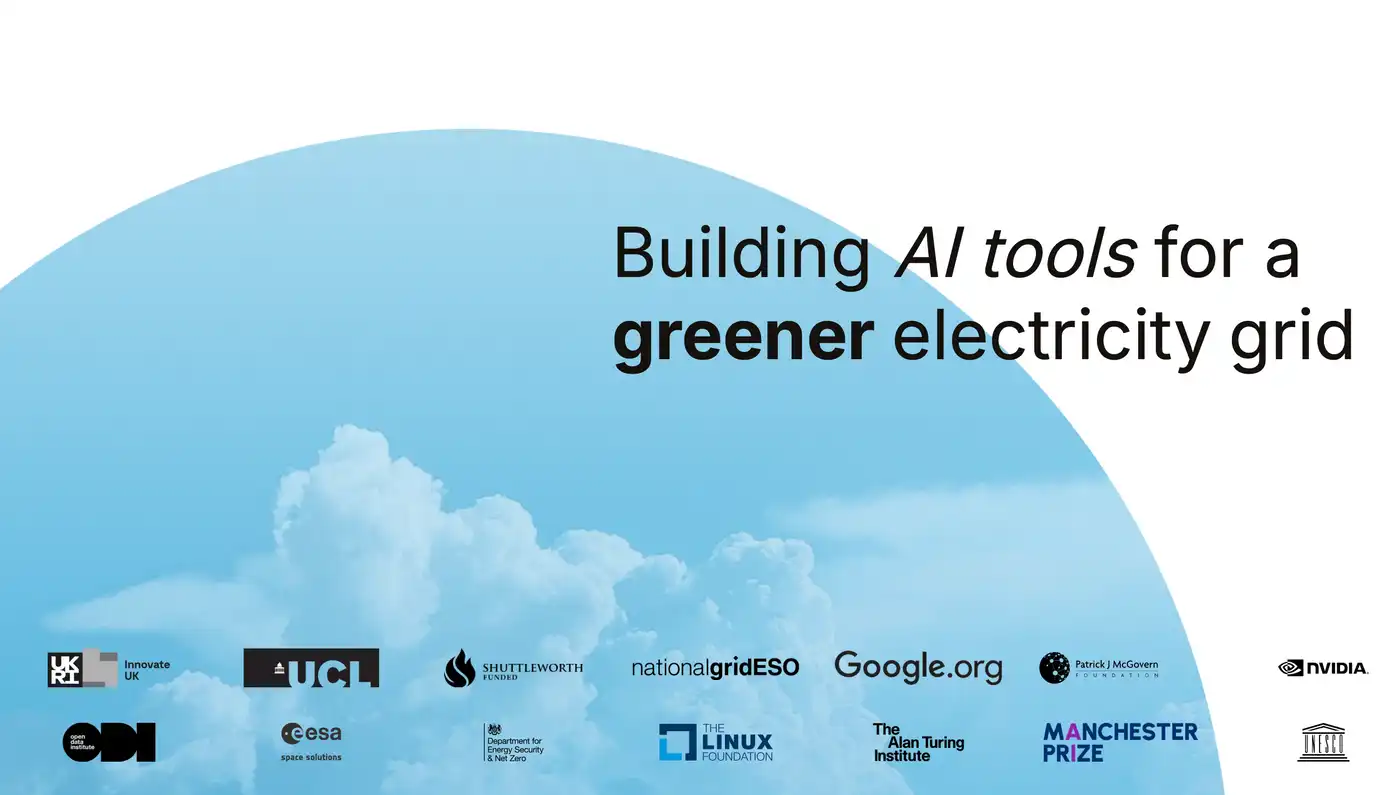 Building AI tools for a
greener electricity grid
UK
RI
Innovate
UK
UCL
SHUTTLEWORTH
FUNDED
nationalgridESO
Google.org
Patrick J McGovern
FOUNDATION
NVIDIA.
open
data
institute
ODI
esa
space solutions
Department for
Energy Security
& Net Zero
THE
LINUX
FOUNDATION
The
Alan Turing
Institute
MANCHESTER
PRIZE
UNESCO